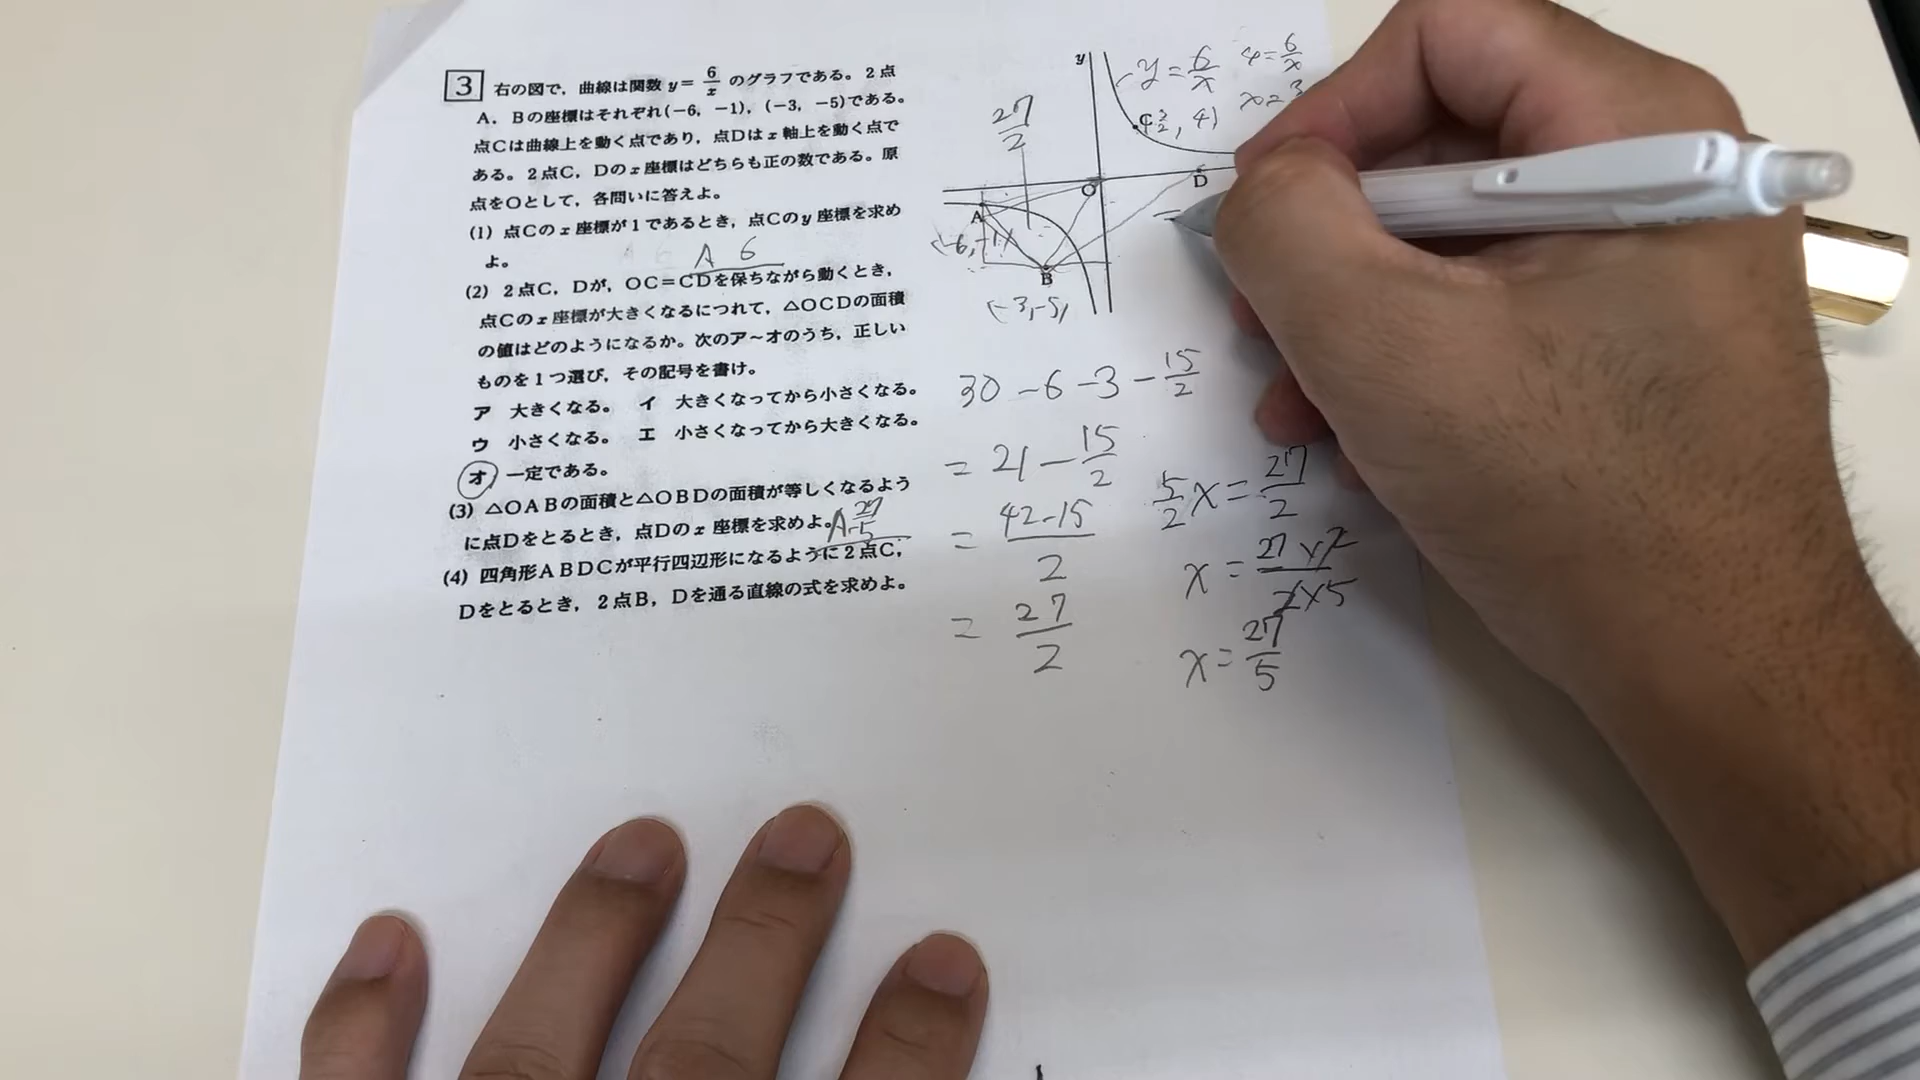 3 右の図で，曲線は関数 y = 6/x のグラフである。2点
A，Bの座標はそれぞれ(−6，−1)，(−3，−5)である。
点Cは曲線上を動く点であり，点Dはx軸上を動く点で
ある。2点C，Dのx座標はどちらも正の数である。原
点をOとして，各問いに答えよ。
(1) 点Cのx座標が1であるとき，点Cのy座標を求め
よ。
A 6
(2) 2点C，Dが，OC＝CDを保ちながら動くとき，
点Cのx座標が大きくなるにつれて，△OCDの面積
の値はどのようになるか。次のア〜オのうち，正しい
ものを1つ選び，その記号を書け。
ア 大きくなる。 イ 大きくなってから小さくなる。
ウ 小さくなる。 エ 小さくなってから大きくなる。
オ 一定である。
(3) △OABの面積と△OBDの面積が等しくなるよう
に点Dをとるとき，点Dのx座標を求めよ。
A 27/5
(4) 四角形ABDCが平行四辺形になるように2点C，
Dをとるとき，2点B，Dを通る直線の式を求めよ。
y
y = 6/x
4 = 6/x
27/2
C
(3/2, 4)
O
D
A
(-6, -1)
B
(-3, -5)
30 - 6 - 3 - 15/2
= 21 - 15/2
= 42-15/2
= 27/2
5/2 x = 27/2
x = 27×2/2×5
x = 27/5